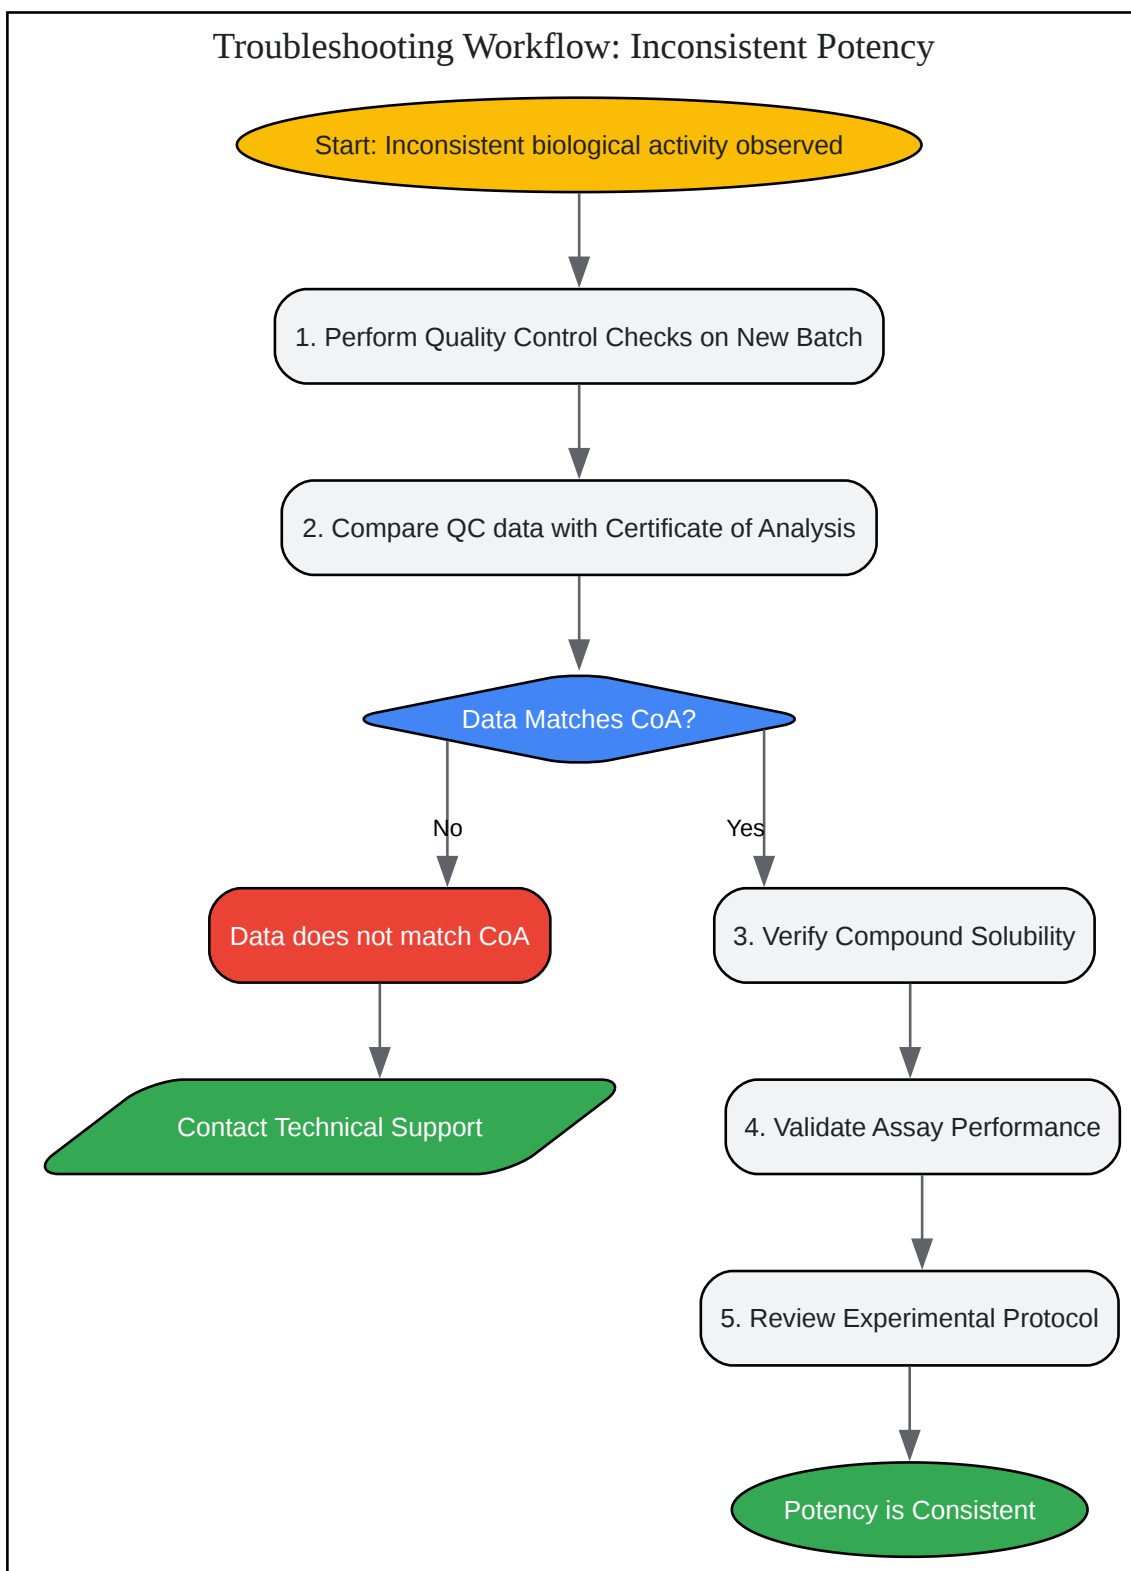 Troubleshooting Workflow: Inconsistent Potency
Start: Inconsistent biological activity observed
1. Perform Quality Control Checks on New Batch
2. Compare QC data with Certificate of Analysis
Data Matches CoA?
No
Yes
Data does not match CoA
3. Verify Compound Solubility
Contact Technical Support
4. Validate Assay Performance
5. Review Experimental Protocol
Potency is Consistent